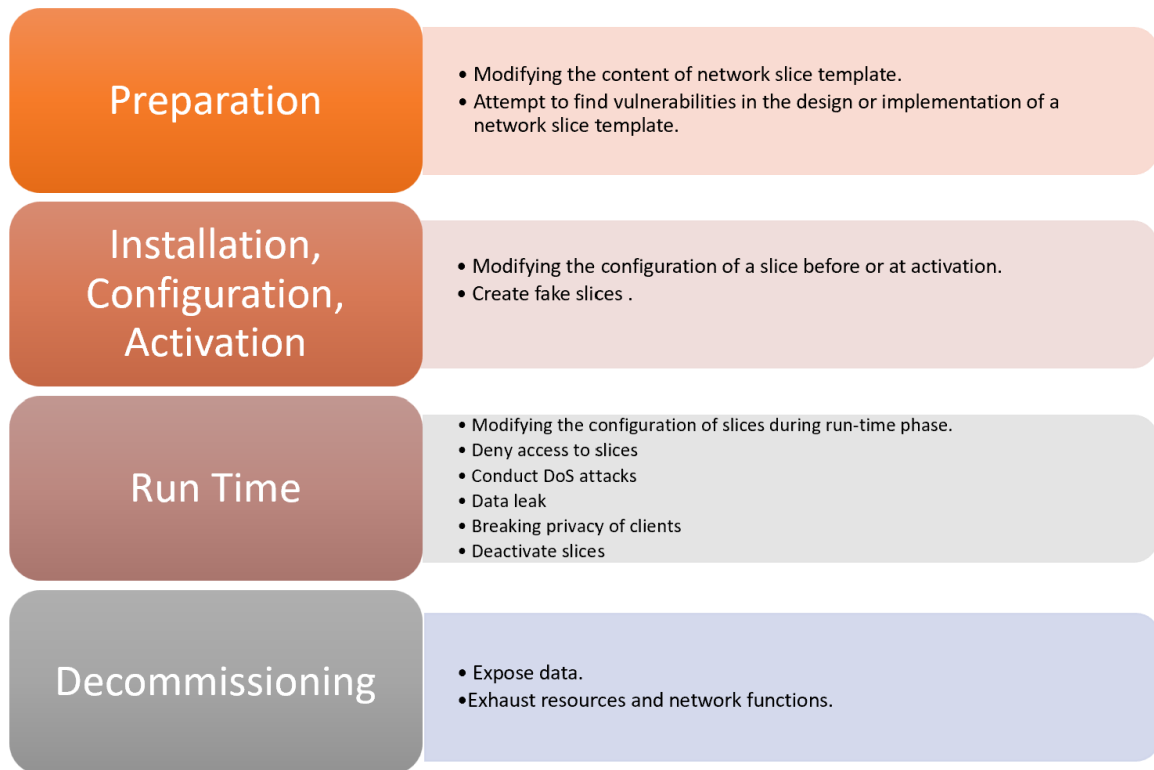 Preparation
• Modifying the content of network slice template.
• Attempt to find vulnerabilities in the design or implementation of a
network slice template.
Installation,
Configuration,
Activation
• Modifying the configuration of a slice before or at activation.
• Create fake slices .
Run Time
• Modifying the configuration of slices during run-time phase.
• Deny access to slices
• Conduct DoS attacks
• Data leak
• Breaking privacy of clients
• Deactivate slices
Decommissioning
• Expose data.
•Exhaust resources and network functions.